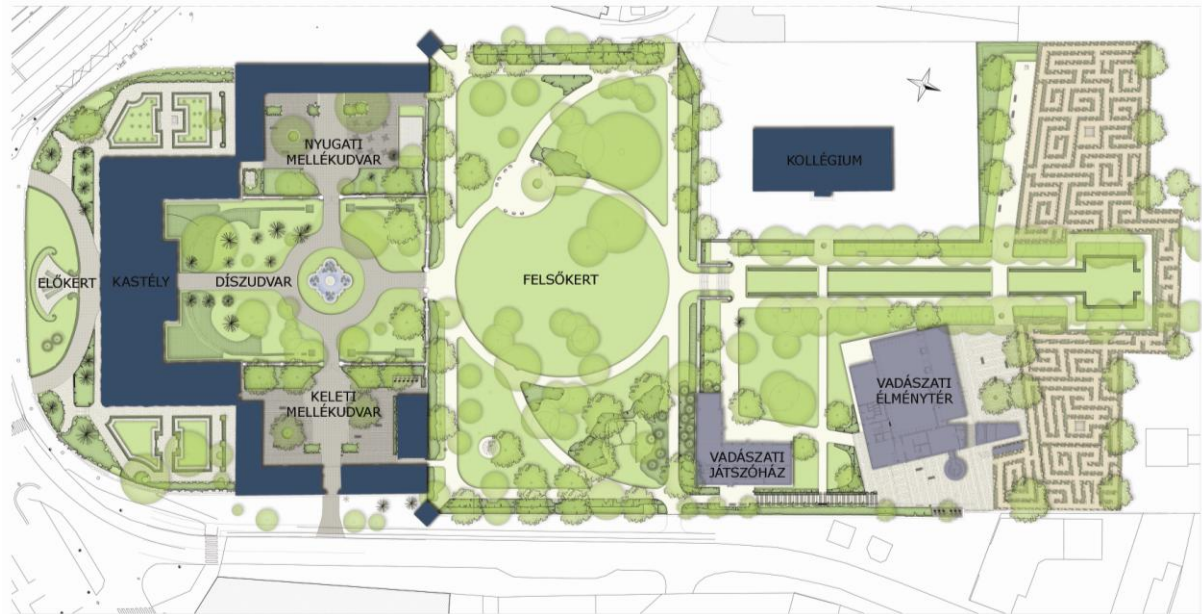 NYUGATI
MELLÉKUDVAR
KOLLÉGIUM
ELŐKERT
KASTÉLY
DÍSZUDVAR
FELSŐKERT
KELETI
MELLÉKUDVAR
VADÁSZATI
ÉLMÉNYTÉR
VADÁSZATI
JÁTSZÓHÁZ